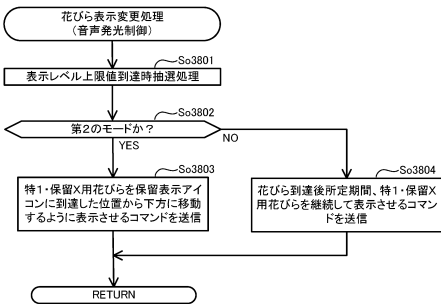 花びら表示変更処理
(音声発光制御)
So3801
表示レベル上限値到達時抽選処理
So3802
第2のモードか?
YES
NO
So3803
特1・保留X用花びらを保留表示アイ
コンに到達した位置から下方に移動
するように表示させるコマンドを送信
So3804
花びら到達後所定期間、特1・保留X
用花びらを継続して表示させるコマン
ドを送信
RETURN